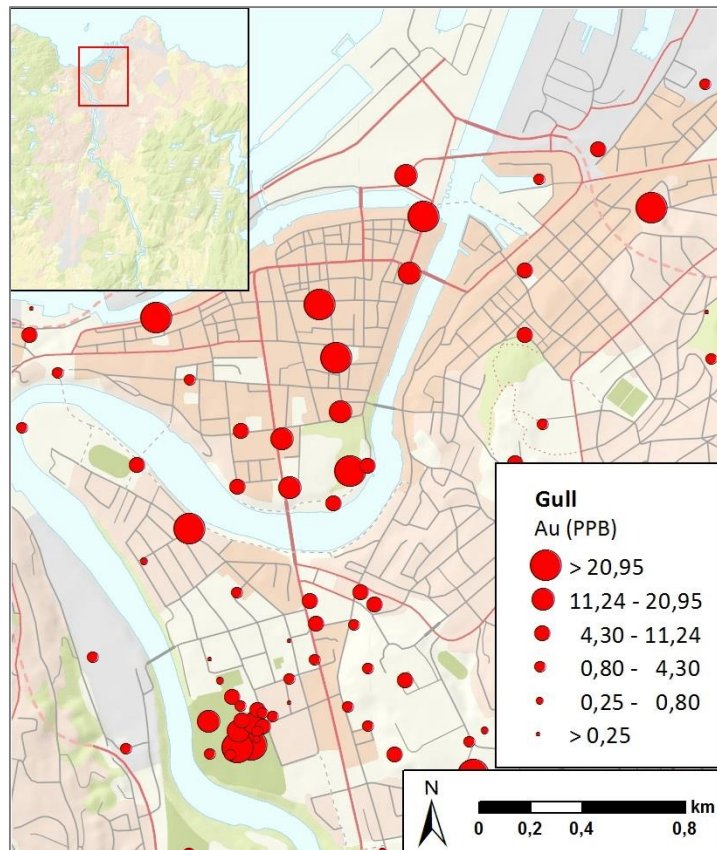 Gull
Au (PPB)
> 20,95
11,24 - 20,95
4,30 - 11,24
0,80 - 4,30
0,25 - 0,80
> 0,25
N
km
0 0,2 0,4 0,8